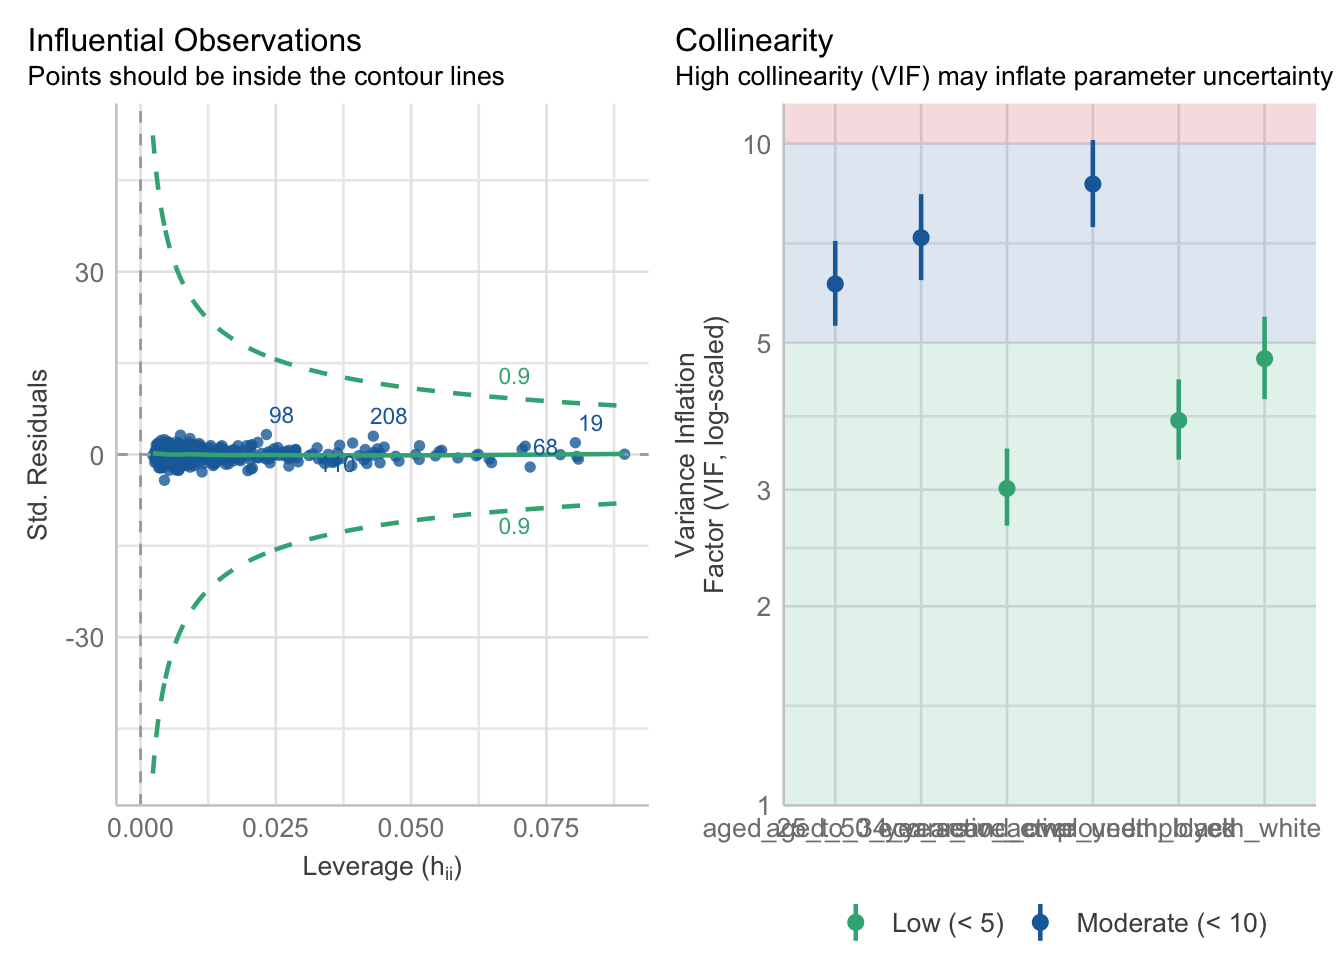 Influential Observations
Points should be inside the contour lines
30
0
-30
Std. Residuals
0.9
98
208
19
68
0.9
0.000
0.025
0.050
0.075
Leverage (hii)
Collinearity
High collinearity (VIF) may inflate parameter uncertainty
10
5
3
2
1
Variance Inflation
Factor (VIF, log-scaled)
Low (< 5)
Moderate (< 10)